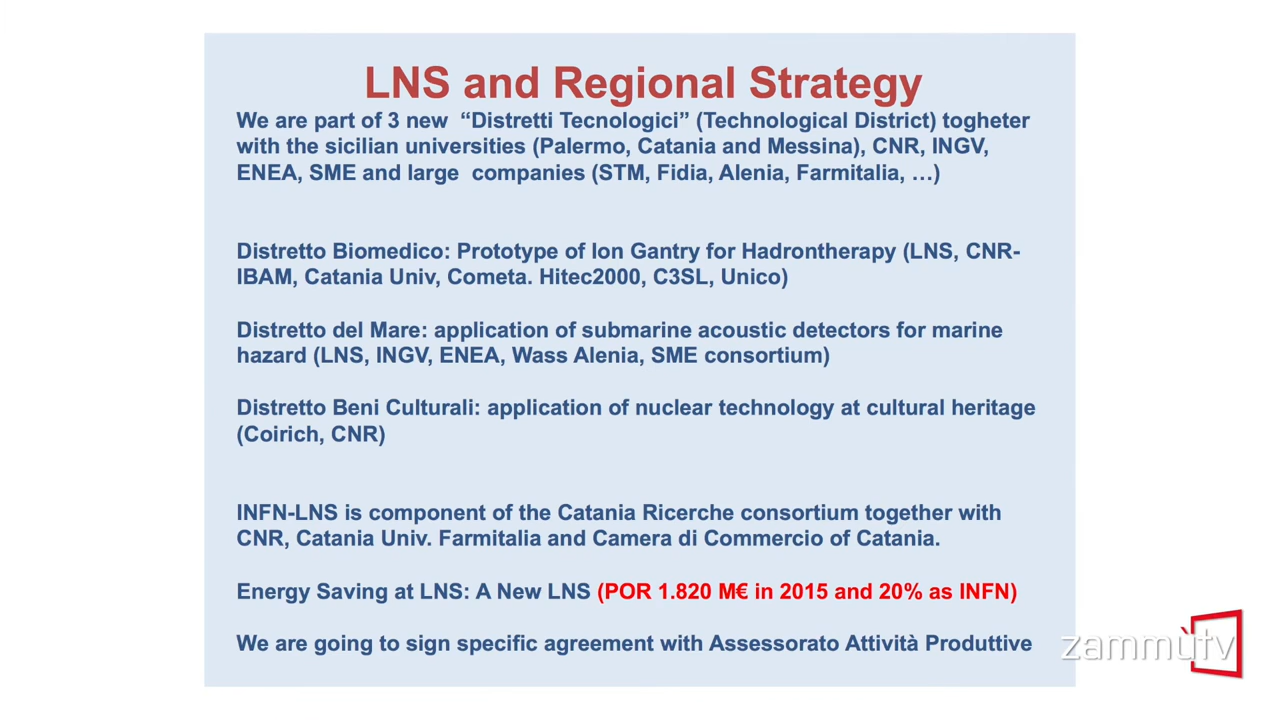 LNS and Regional Strategy
We are part of 3 new “Distretti Tecnologici” (Technological District) togheter
with the sicilian universities (Palermo, Catania and Messina), CNR, INGV,
ENEA, SME and large companies (STM, Fidia, Alenia, Farmitalia, …)
Distretto Biomedico: Prototype of Ion Gantry for Hadrontherapy (LNS, CNR-
IBAM, Catania Univ, Cometa. Hitec2000, C3SL, Unico)
Distretto del Mare: application of submarine acoustic detectors for marine
hazard (LNS, INGV, ENEA, Wass Alenia, SME consortium)
Distretto Beni Culturali: application of nuclear technology at cultural heritage
(Coirich, CNR)
INFN-LNS is component of the Catania Ricerche consortium together with
CNR, Catania Univ. Farmitalia and Camera di Commercio of Catania.
Energy Saving at LNS: A New LNS (POR 1.820 M€ in 2015 and 20% as INFN)
We are going to sign specific agreement with Assessorato Attività Produttive
zammùtv